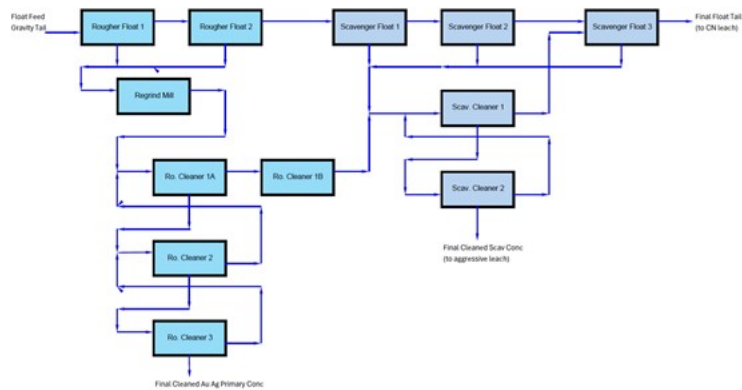 Float Feed
Gravity Tail
Rougher Float 1
Rougher Float 2
Scavenger Float 1
Scavenger Float 2
Scavenger Float 3
Final Float Tail
(to CN leach)
Regrind Mill
Scav. Cleaner 1
Ro. Cleaner 1A
Ro. Cleaner 1B
Scav. Cleaner 2
Ro. Cleaner 2
Final Cleaned Scav Conc
(to aggressive leach)
Ro. Cleaner 3
Final Cleaned Au Ag Primary Conc